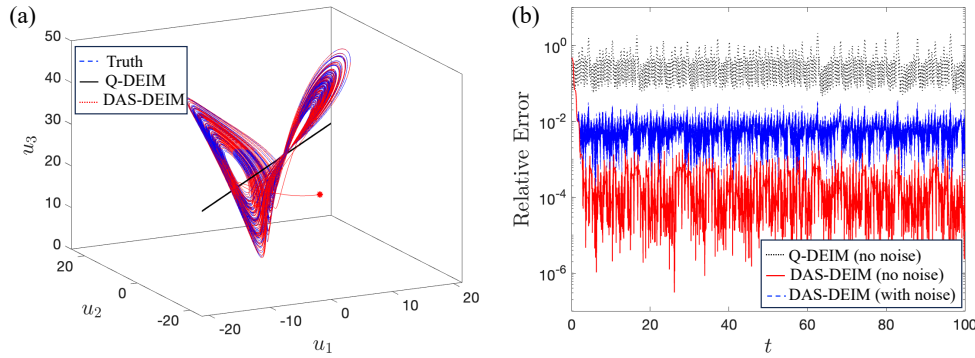 (a)
50
40
30
20
10
0
u3
Truth
Q-DEIM
DAS-DEIM
20
0
-20
u2
-20
-10
0
10
20
u1
(b)
10^0
10^-2
10^-4
10^-6
Relative Error
Q-DEIM (no noise)
DAS-DEIM (no noise)
DAS-DEIM (with noise)
0 20 40 60 80 100
t